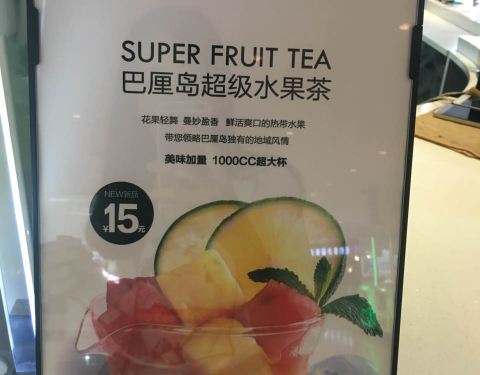 SUPER FRUIT TEA
巴厘岛超级水果茶
花果轻舞 曼妙盈香 鲜活爽口的热带水果
带您领略巴厘岛独有的地域风情
美味加量 1000CC超大杯
NEW新品
¥15元